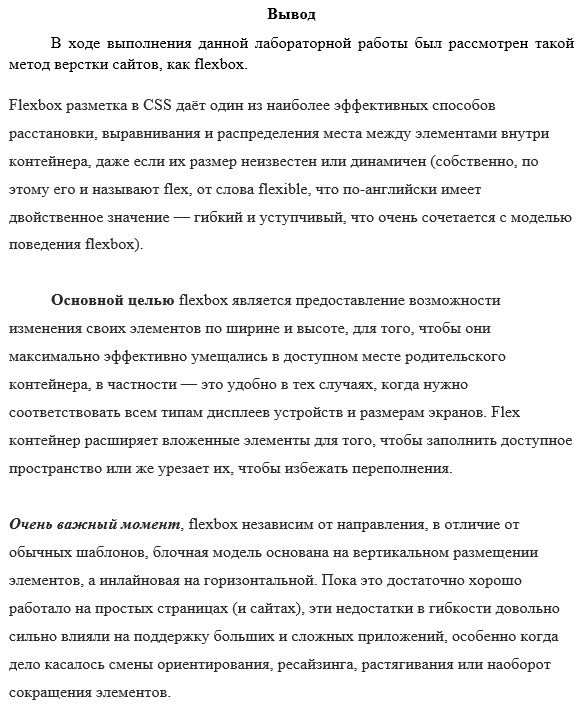 Вывод
В ходе выполнения данной лабораторной работы был рассмотрен такой
метод верстки сайтов, как flexbox.
Flexbox разметка в CSS даёт один из наиболее эффективных способов
расстановки, выравнивания и распределения места между элементами внутри
контейнера, даже если их размер неизвестен или динамичен (собственно, по
этому его и называют flex, от слова flexible, что по-английски имеет
двойственное значение — гибкий и уступчивый, что очень сочетается с моделью
поведения flexbox).
Основной целью flexbox является предоставление возможности
изменения своих элементов по ширине и высоте, для того, чтобы они
максимально эффективно умещались в доступном месте родительского
контейнера, в частности — это удобно в тех случаях, когда нужно
соответствовать всем типам дисплеев устройств и размерам экранов. Flex
контейнер расширяет вложенные элементы для того, чтобы заполнить доступное
пространство или же урезает их, чтобы избежать переполнения.
Очень важный момент, flexbox независим от направления, в отличие от
обычных шаблонов, блочная модель основана на вертикальном размещении
элементов, а инлайновая на горизонтальной. Пока это достаточно хорошо
работало на простых страницах (и сайтах), эти недостатки в гибкости довольно
сильно влияли на поддержку больших и сложных приложений, особенно когда
дело касалось смены ориентирования, ресайзинга, растягивания или наоборот
сокращения элементов.